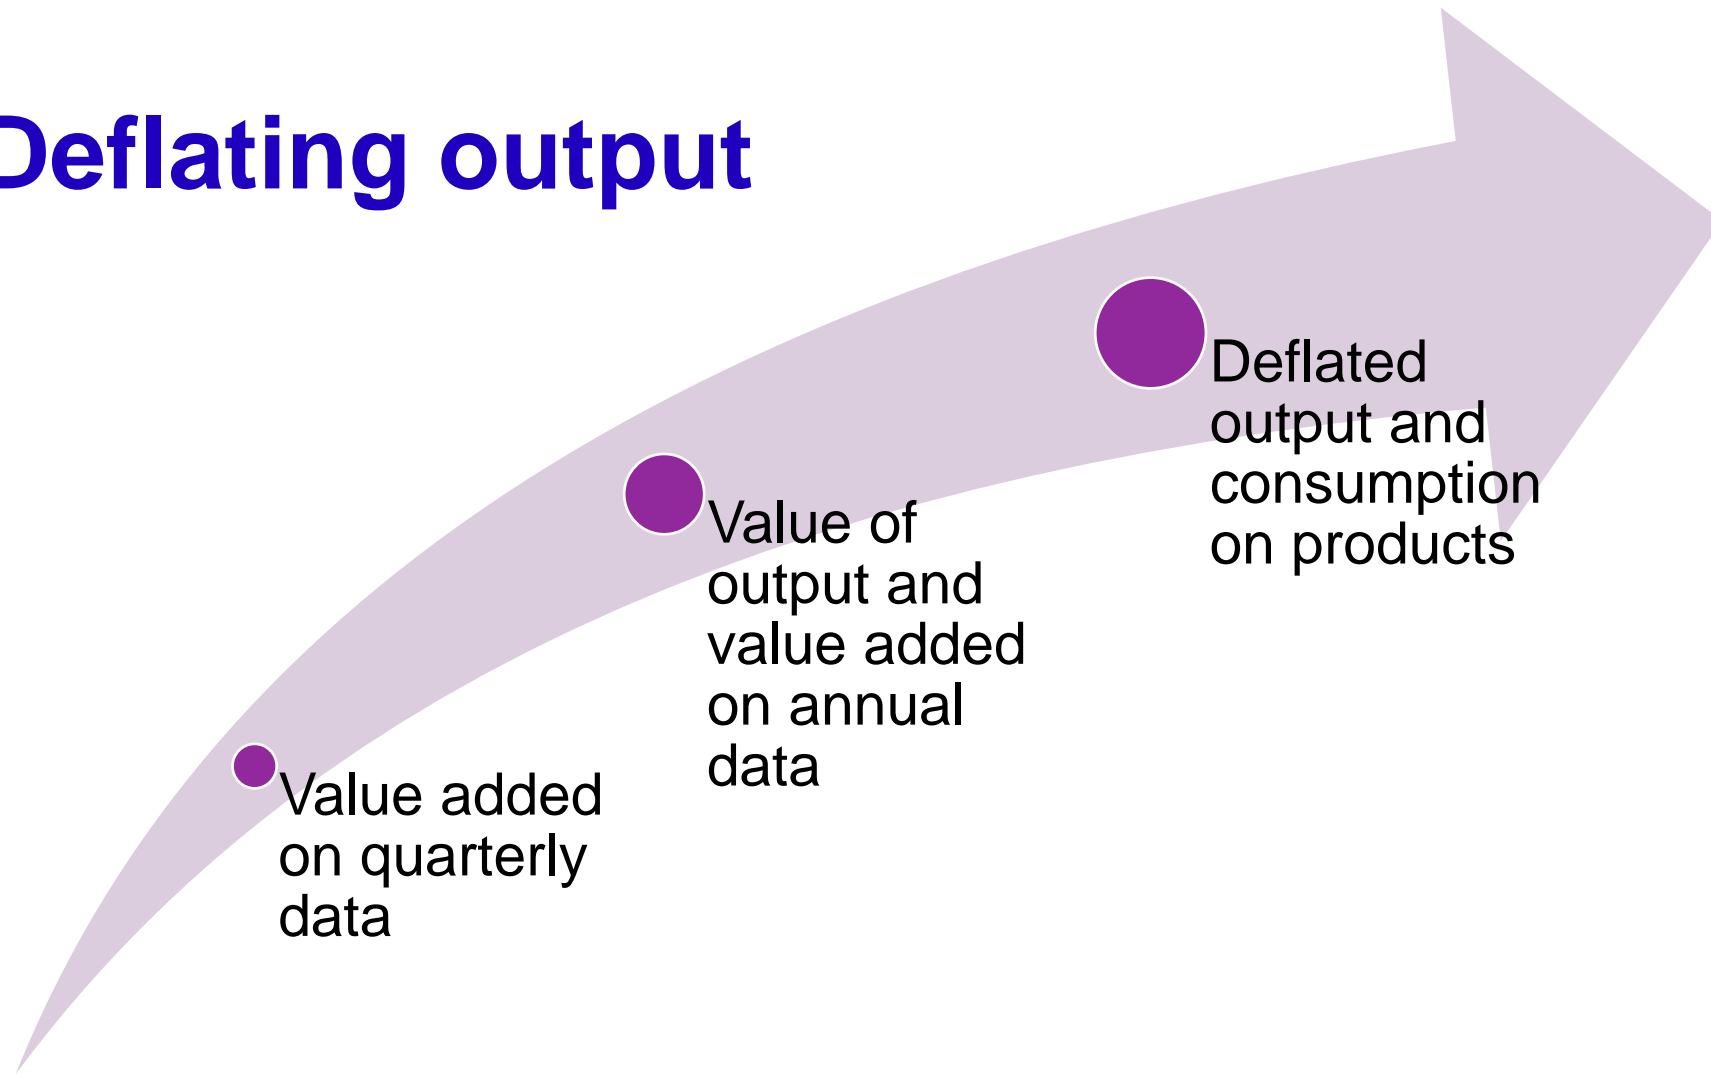 Deflating output
Deflated
output and
consumption
on products
Value of
output and
value added
on annual
data
Value added
on quarterly
data